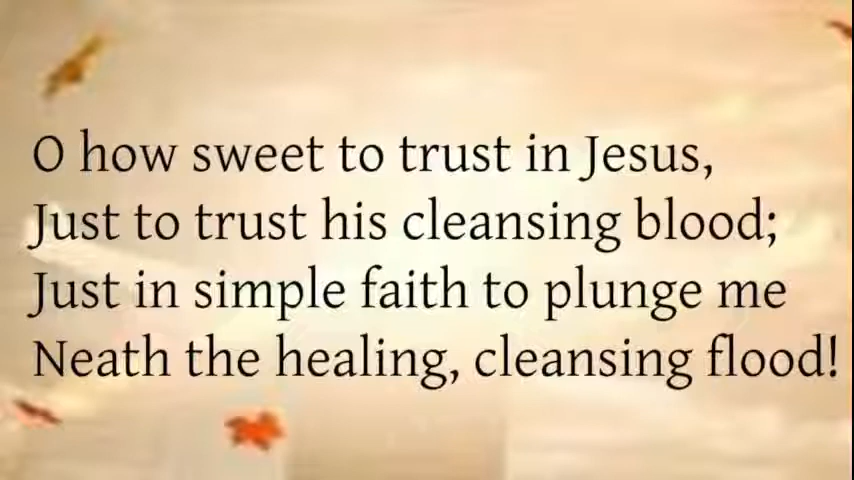 O how sweet to trust in Jesus,
Just to trust his cleansing blood;
Just in simple faith to plunge me
Neath the healing, cleansing flood!